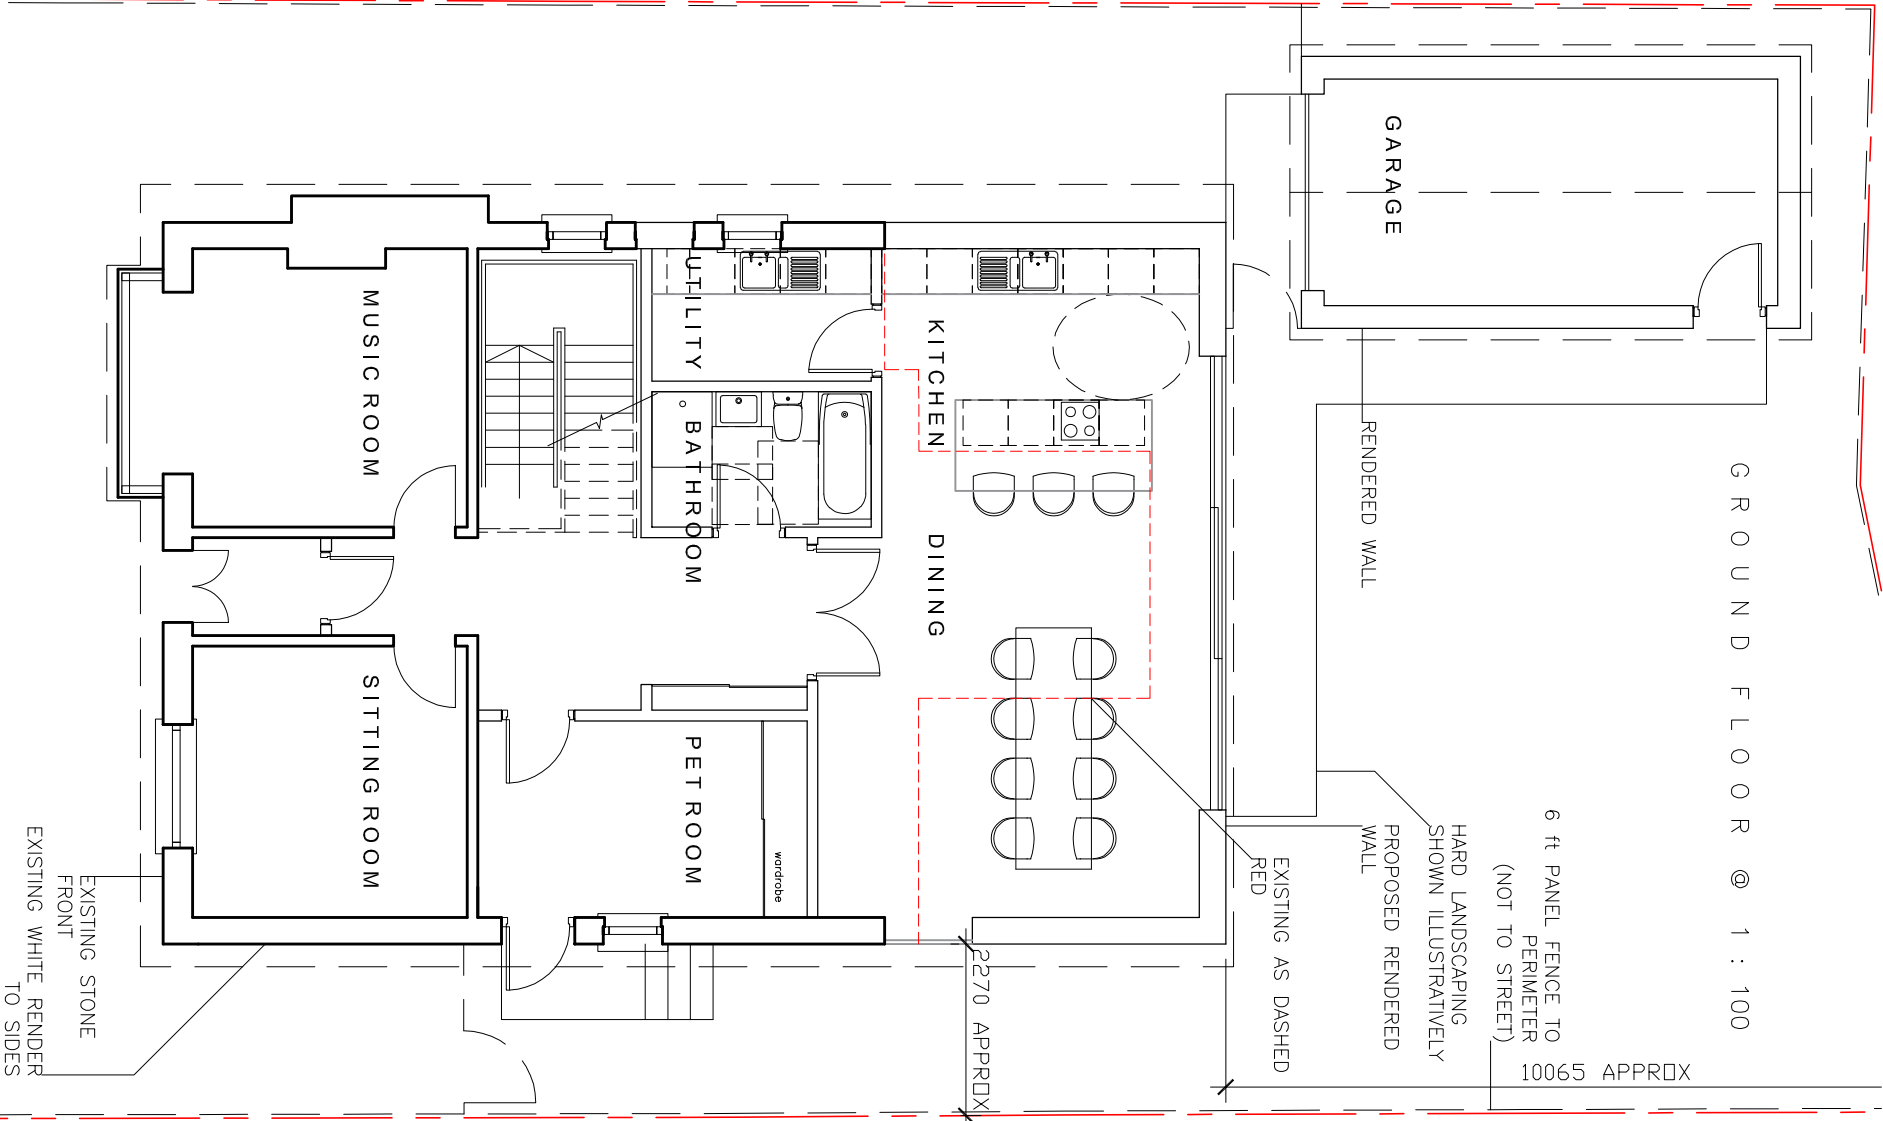 GROUND FLOOR @ 1 : 100
6 ft PANEL FENCE TO
PERIMETER
(NOT TO STREET)
HARD LANDSCAPING
SHOWN ILLUSTRATIVELY
PROPOSED RENDERED
WALL
GARAGE
RENDERED WALL
EXISTING AS DASHED
RED
10065 APPROX
2270 APPROX
KITCHEN
DINING
UTILITY
BATHROOM
PET ROOM
wardrobe
MUSIC ROOM
SITTING ROOM
EXISTING STONE
FRONT
EXISTING WHITE RENDER
TO SIDES